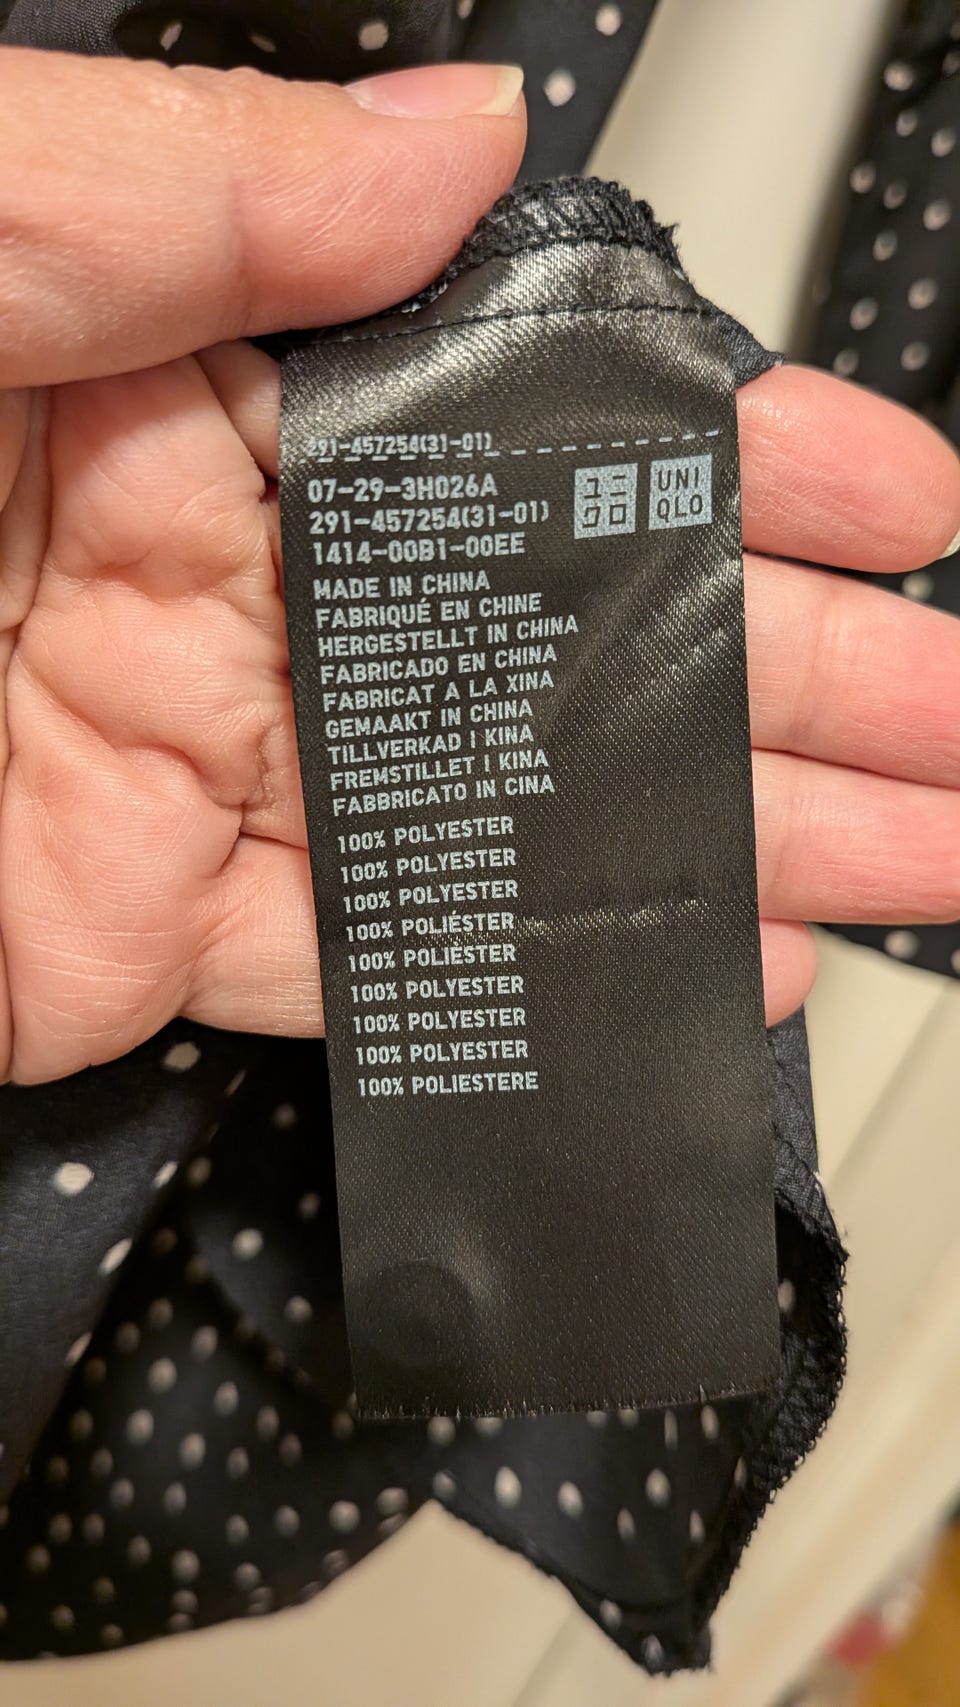 291-457254(31-01)
07-29-3H026A
291-457254(31-01)
1414-00B1-00EE
ユニ
クロ
UNI
QLO
MADE IN CHINA
FABRIQUÉ EN CHINE
HERGESTELLT IN CHINA
FABRICADO EN CHINA
FABRICAT A LA XINA
GEMAAKT IN CHINA
TILLVERKAD I KINA
FREMSTILLET I KINA
FABBRICATO IN CINA
100% POLYESTER
100% POLYESTER
100% POLYESTER
100% POLIÉSTER
100% POLIÈSTER
100% POLYESTER
100% POLYESTER
100% POLYESTER
100% POLIESTERE